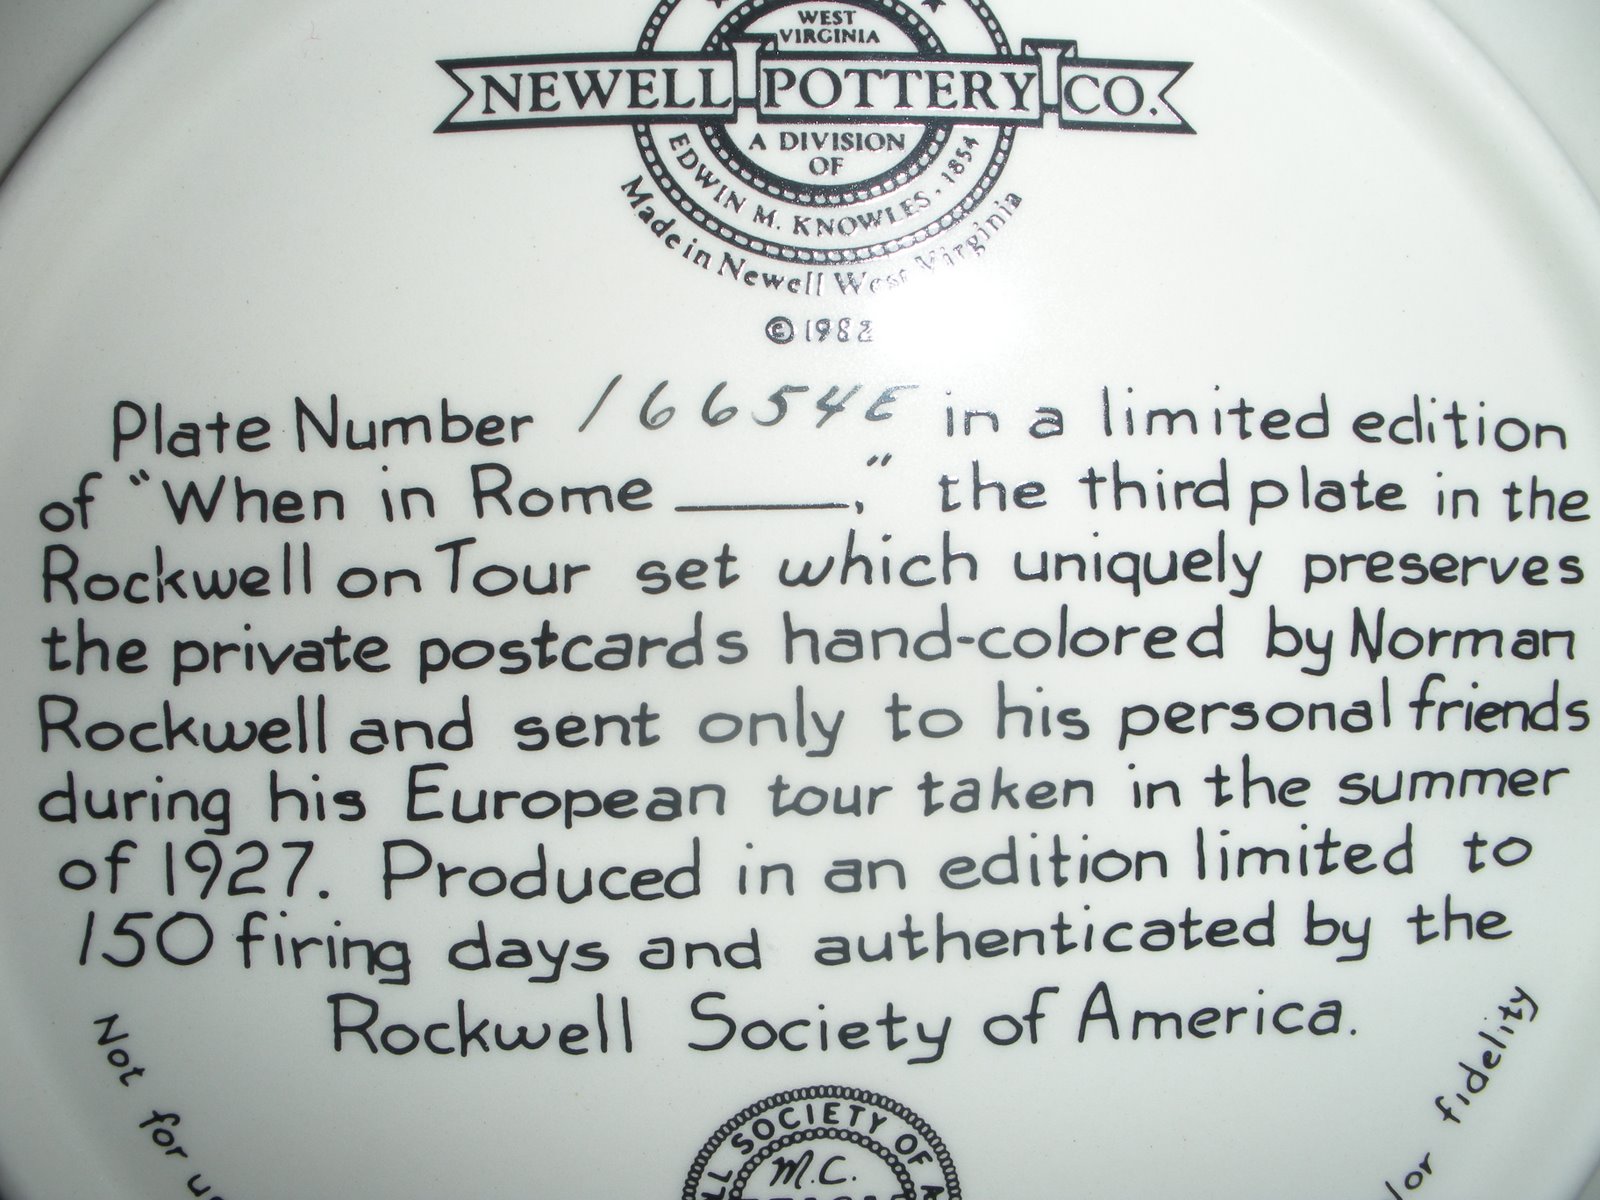 WEST
VIRGINIA
NEWELL POTTERY CO.
A DIVISION
OF
EDWIN M. KNOWLES · 1854
Made in Newell West Virginia
© 1982
Plate Number 16654E in a limited edition
of "When in Rome ____," the third plate in the
Rockwell on Tour set which uniquely preserves
the private postcards hand-colored by Norman
Rockwell and sent only to his personal friends
during his European tour taken in the summer
of 1927. Produced in an edition limited to
150 firing days and authenticated by the
Rockwell Society of America.
Not for
fidelity
SOCIETY OF
M.C.